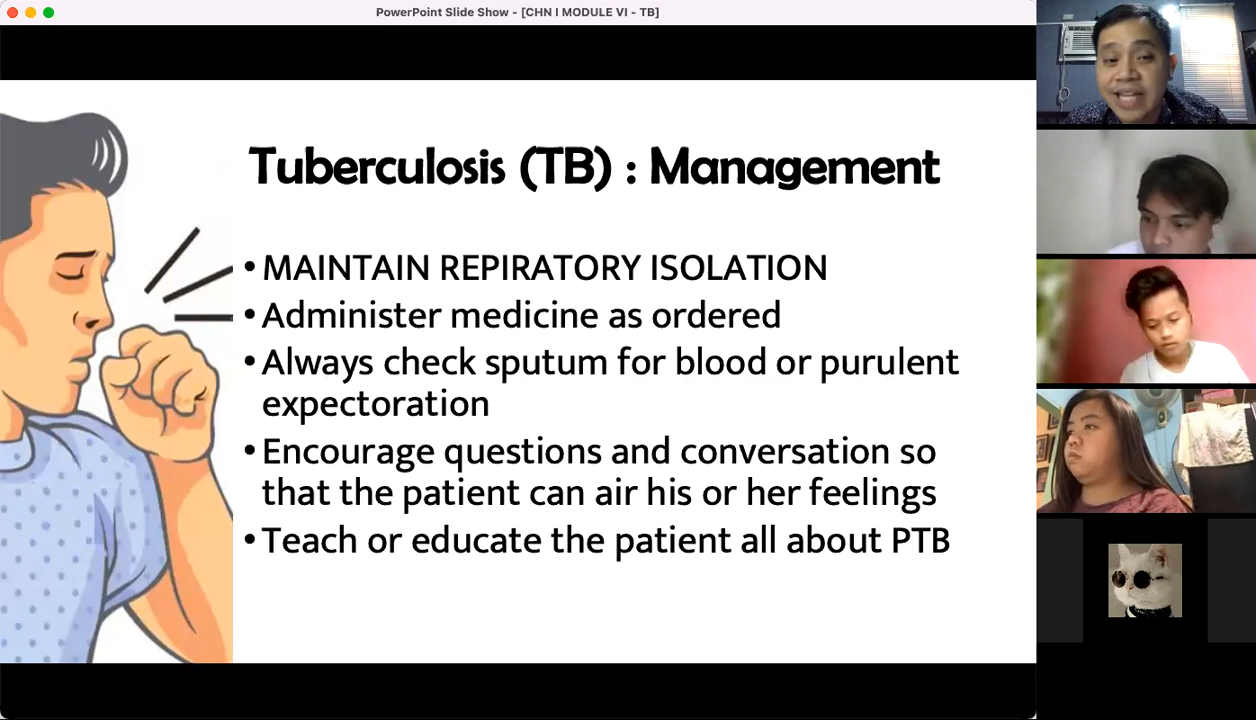 PowerPoint Slide Show - [CHN I MODULE VI - TB]
Tuberculosis (TB) : Management
• MAINTAIN REPIRATORY ISOLATION
• Administer medicine as ordered
• Always check sputum for blood or purulent
expectoration
• Encourage questions and conversation so
that the patient can air his or her feelings
• Teach or educate the patient all about PTB